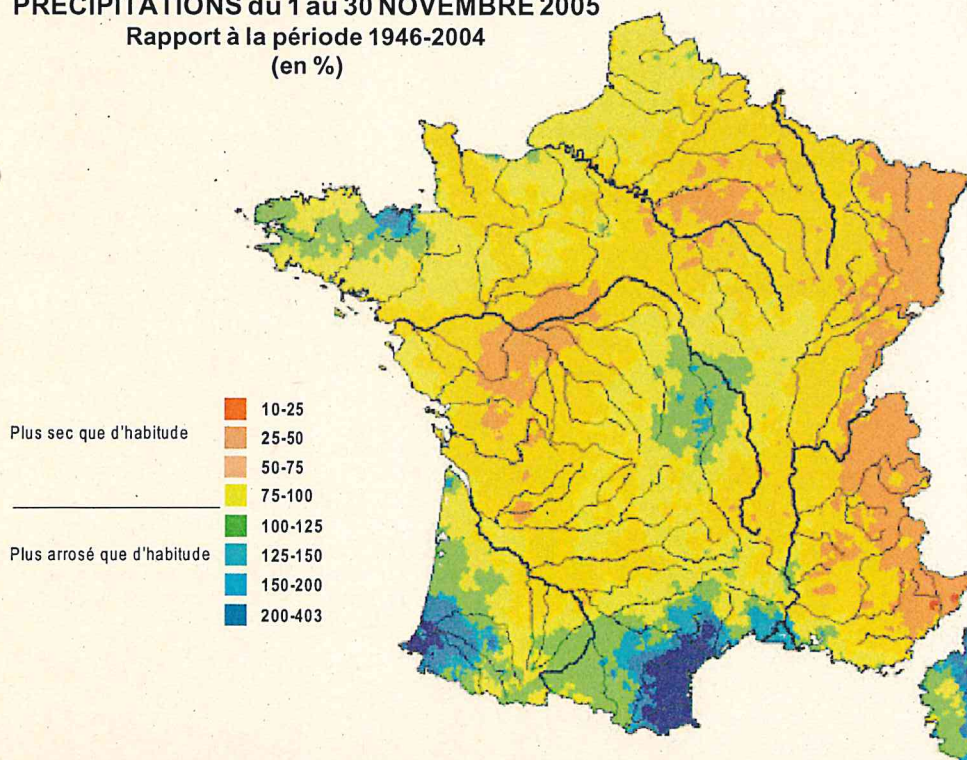 PRÉCIPITATIONS du 1 au 30 NOVEMBRE 2005
Rapport à la période 1946-2004
(en %)
Plus sec que d'habitude
Plus arrosé que d'habitude
10-25
25-50
50-75
75-100
100-125
125-150
150-200
200-403